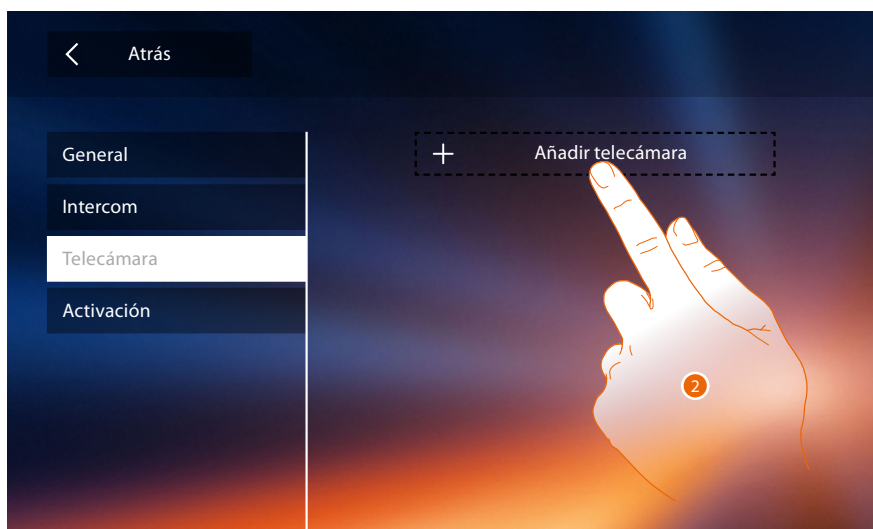 Atrás
General
Intercom
Telecámara
Activación
+ Añadir telecámara
2